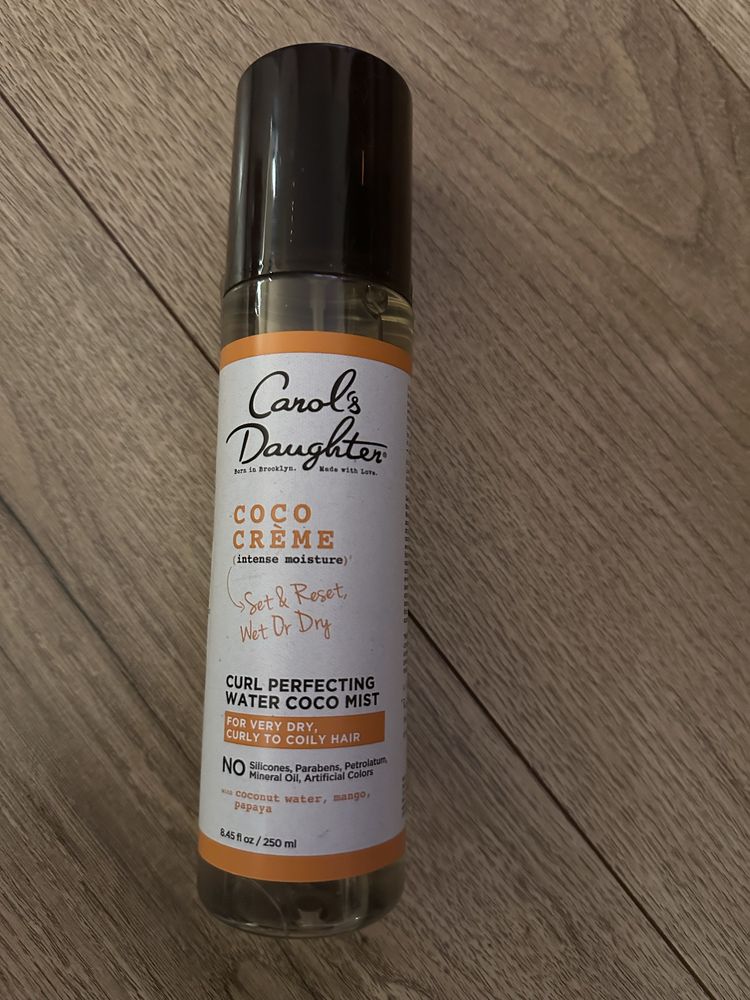 Carol's
Daughter®
Born in Brooklyn. Made with Love.
COCO
CRÈME
(intense moisture)
Set & Reset,
Wet Or Dry
CURL PERFECTING
WATER COCO MIST
FOR VERY DRY,
CURLY TO COILY HAIR
NO Silicones, Parabens, Petrolatum,
Mineral Oil, Artificial Colors
with coconut water, mango,
papaya
8.45 fl oz / 250 ml